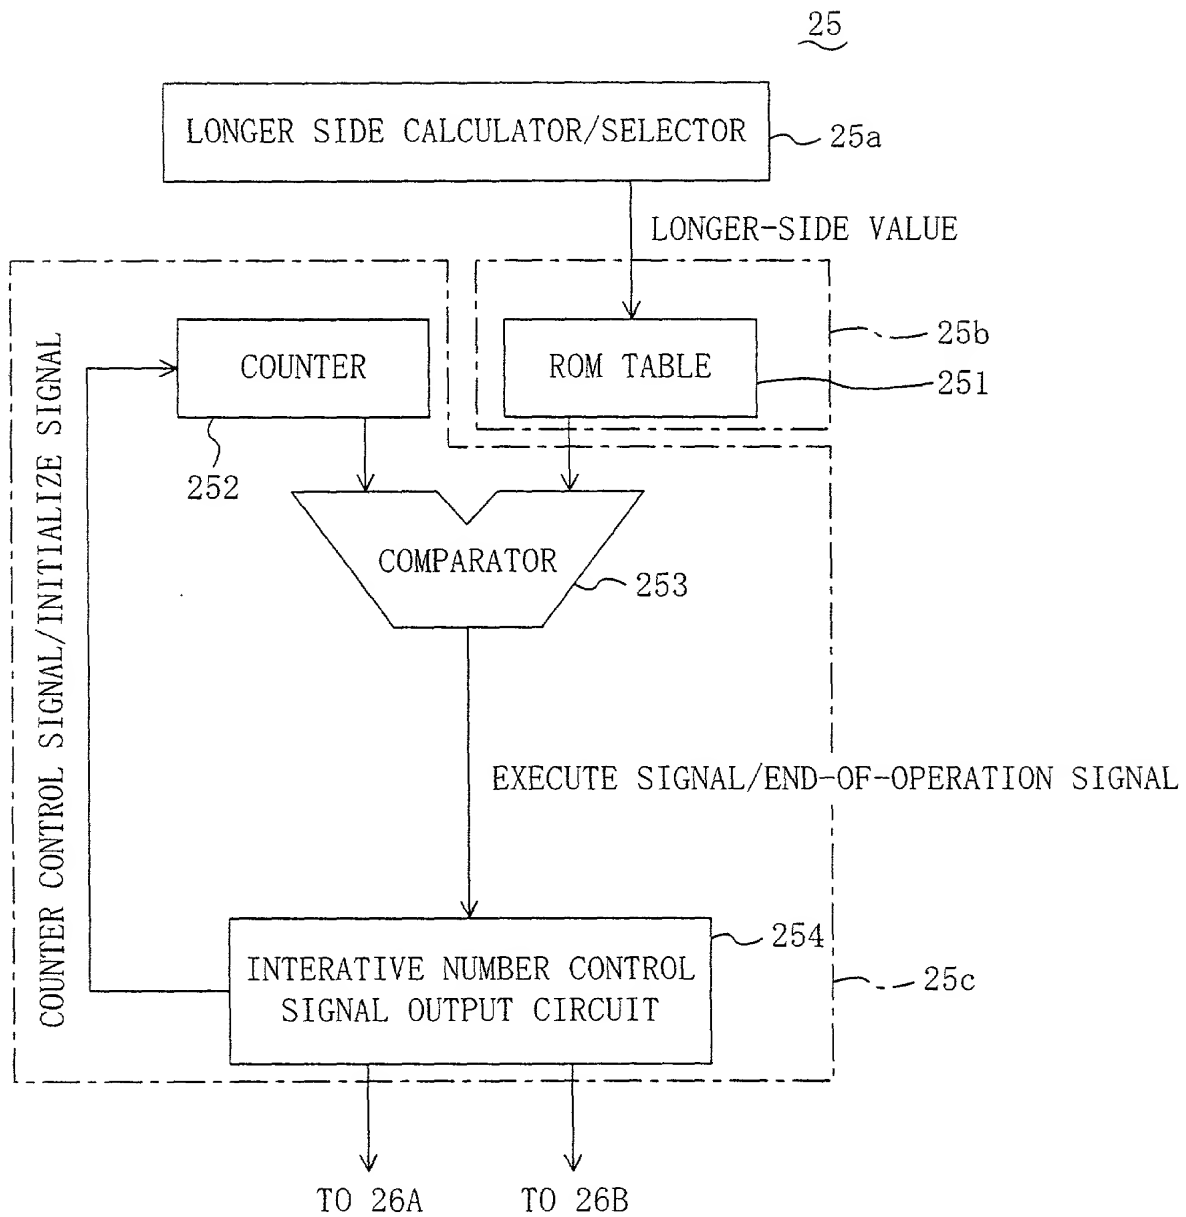 25
LONGER SIDE CALCULATOR/SELECTOR
25a
LONGER-SIDE VALUE
COUNTER
ROM TABLE
25b
251
252
COMPARATOR
253
COUNTER CONTROL SIGNAL/INITIALIZE SIGNAL
EXECUTE SIGNAL/END-OF-OPERATION SIGNAL
INTERATIVE NUMBER CONTROL
SIGNAL OUTPUT CIRCUIT
254
25c
TO 26A
TO 26B